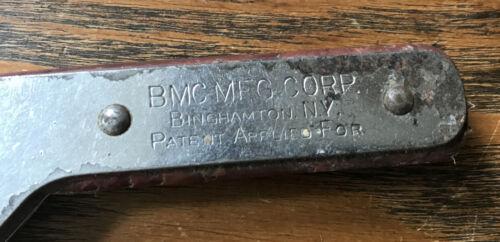 BMC MFG. CORP.
BINGHAMTON, N.Y.
PATENT APPLIED FOR